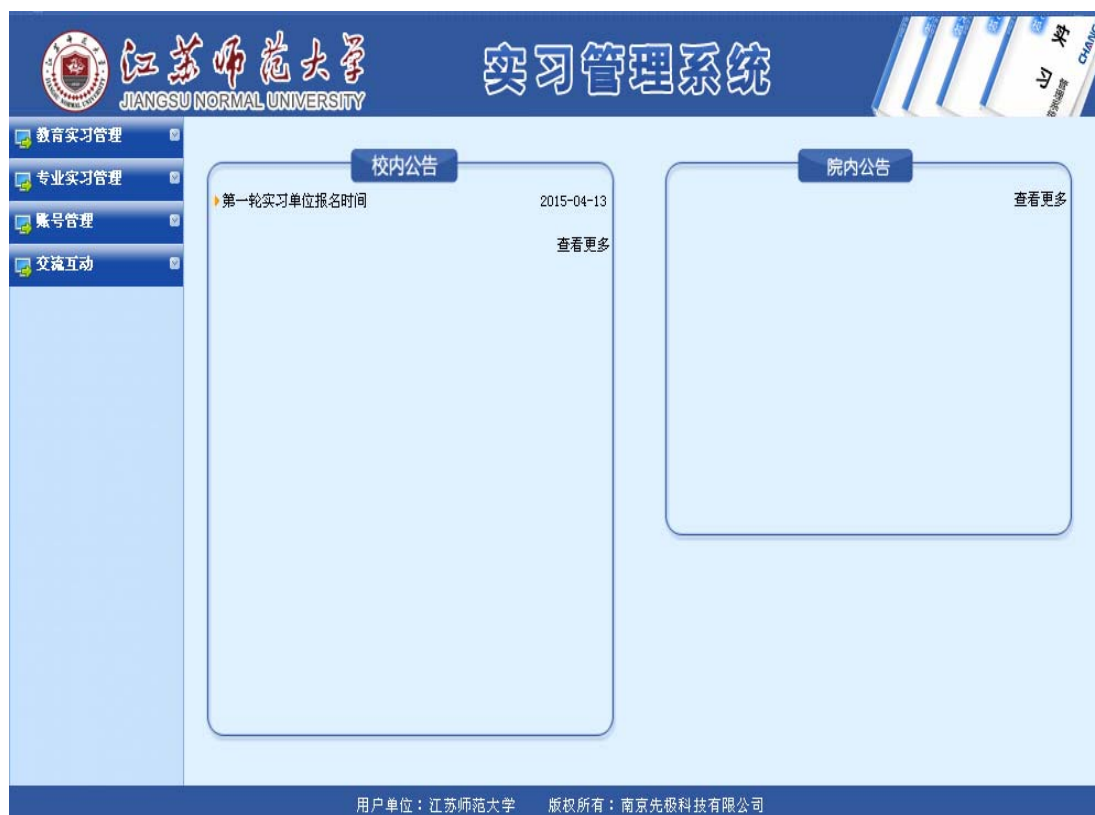 江苏师范大学
JIANGSU NORMAL UNIVERSITY
实习管理系统
实习
CHANG
教育实习管理
专业实习管理
账号管理
交流互动
校内公告
第一轮实习单位报名时间 2015-04-13
查看更多
院内公告
查看更多
用户单位：江苏师范大学 版权所有：南京先极科技有限公司